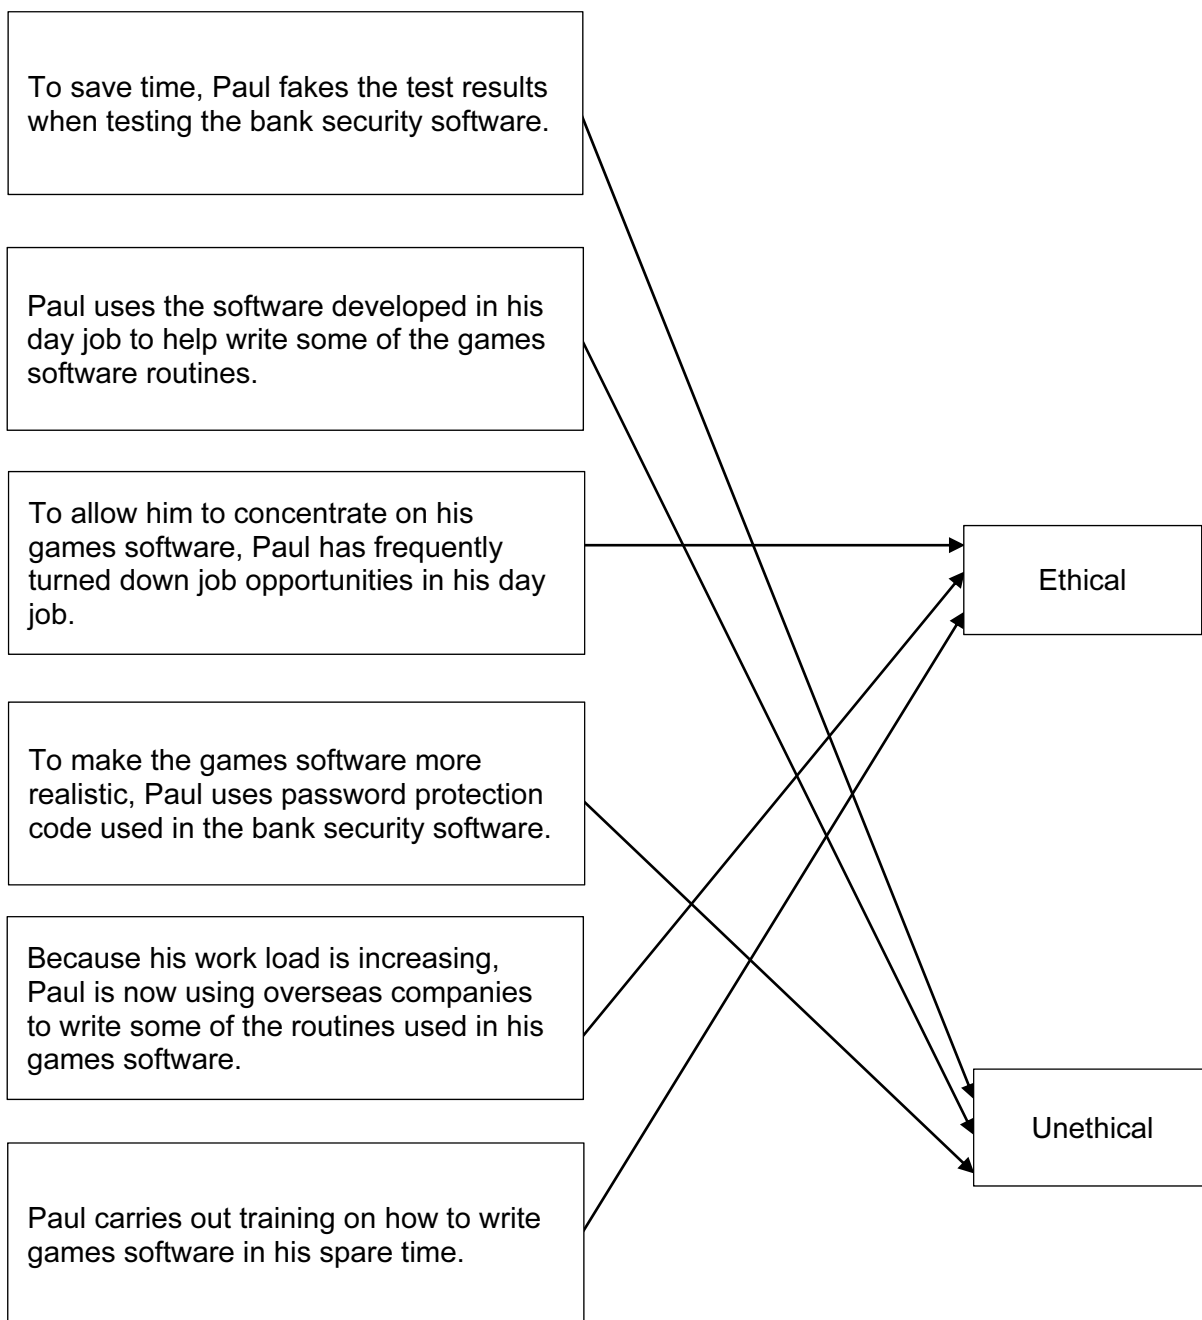 To save time, Paul fakes the test results
when testing the bank security software.
Paul uses the software developed in his
day job to help write some of the games
software routines.
To allow him to concentrate on his
games software, Paul has frequently
turned down job opportunities in his day
job.
Ethical
To make the games software more
realistic, Paul uses password protection
code used in the bank security software.
Because his work load is increasing,
Paul is now using overseas companies
to write some of the routines used in his
games software.
Unethical
Paul carries out training on how to write
games software in his spare time.